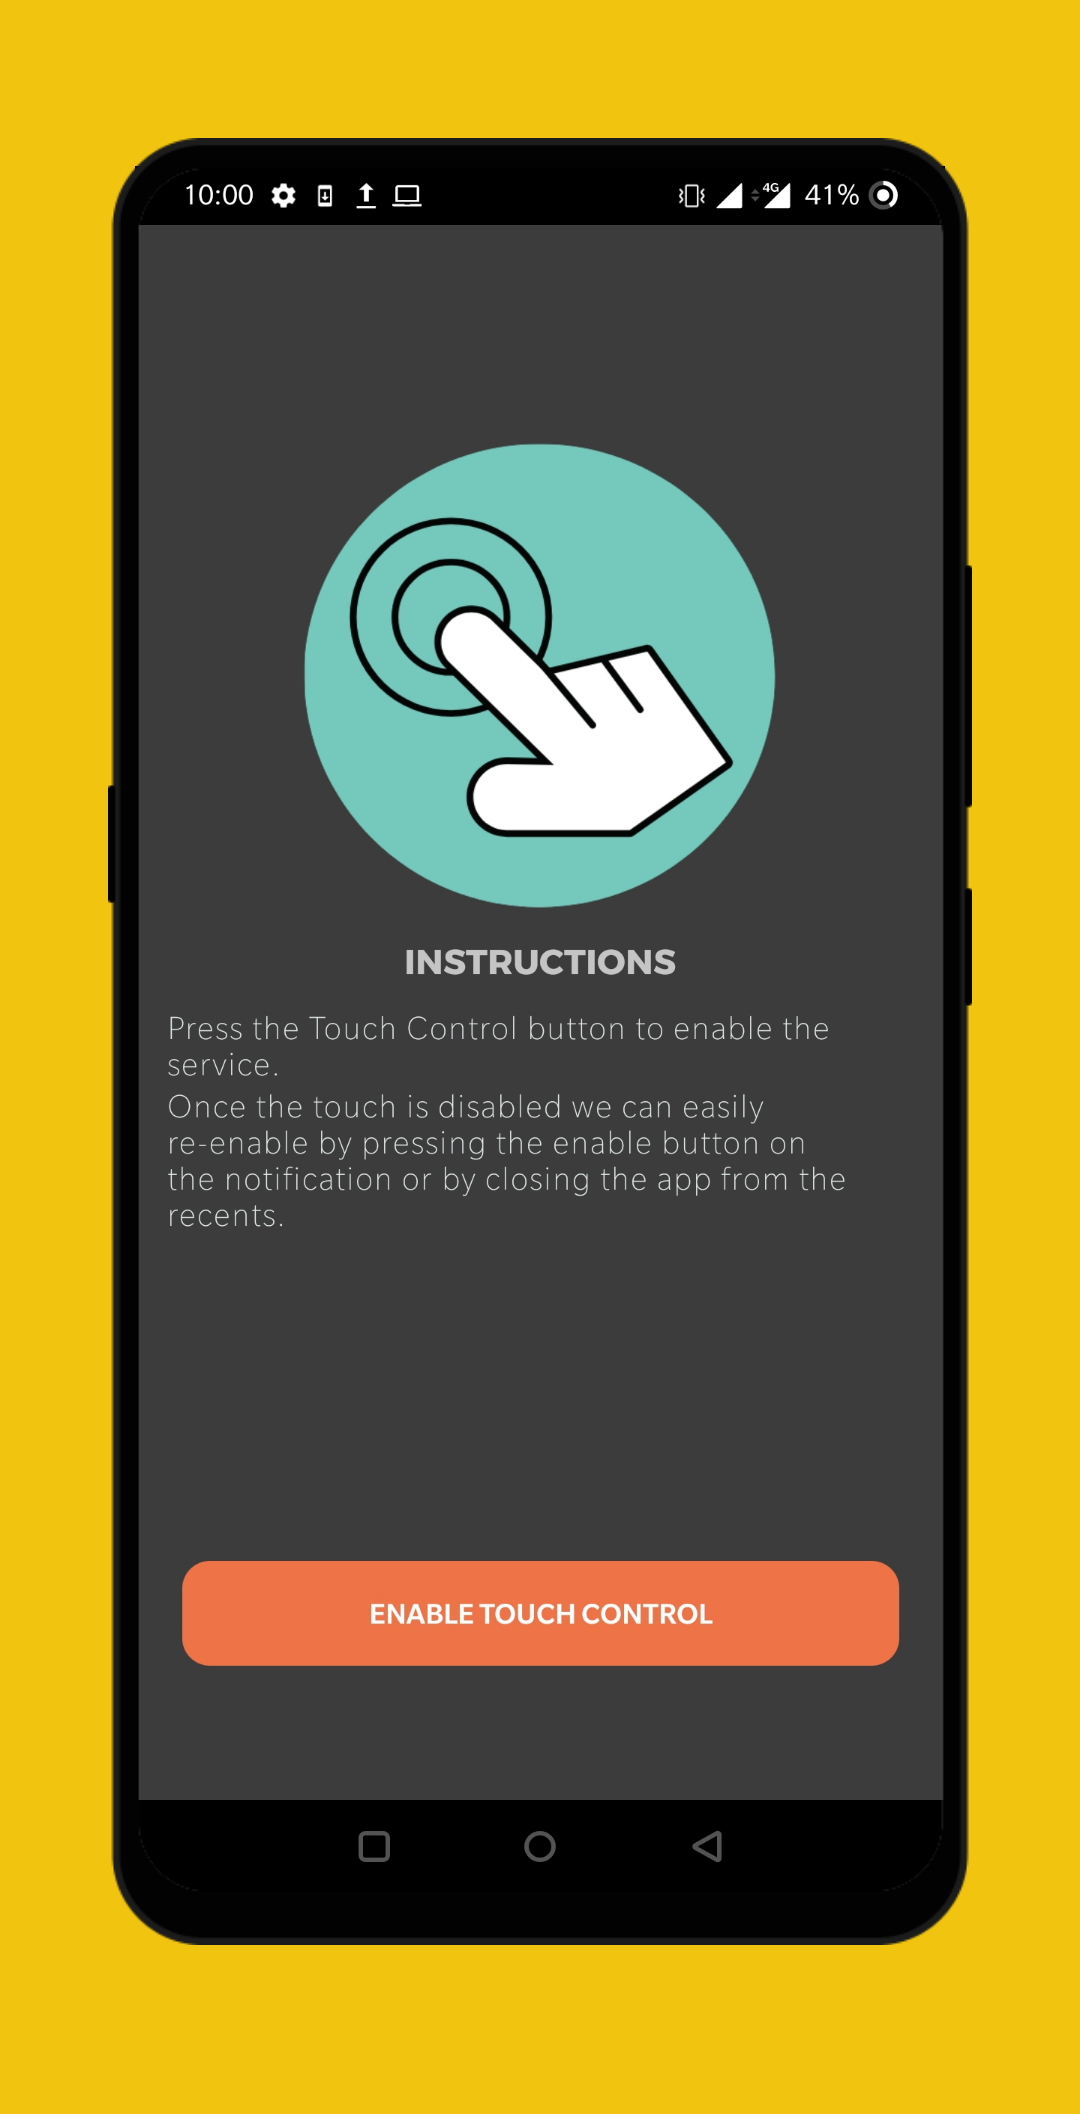 10:00 4G 41%
INSTRUCTIONS
Press the Touch Control button to enable the
service.
Once the touch is disabled we can easily
re-enable by pressing the enable button on
the notification or by closing the app from the
recents.
ENABLE TOUCH CONTROL